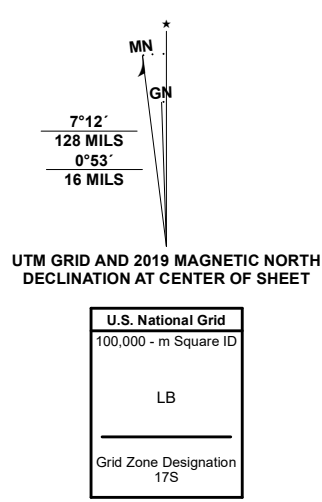 MN
GN
7°12´
128 MILS
0°53´
16 MILS
UTM GRID AND 2019 MAGNETIC NORTH
DECLINATION AT CENTER OF SHEET
U.S. National Grid
100,000 - m Square ID
LB
Grid Zone Designation
17S